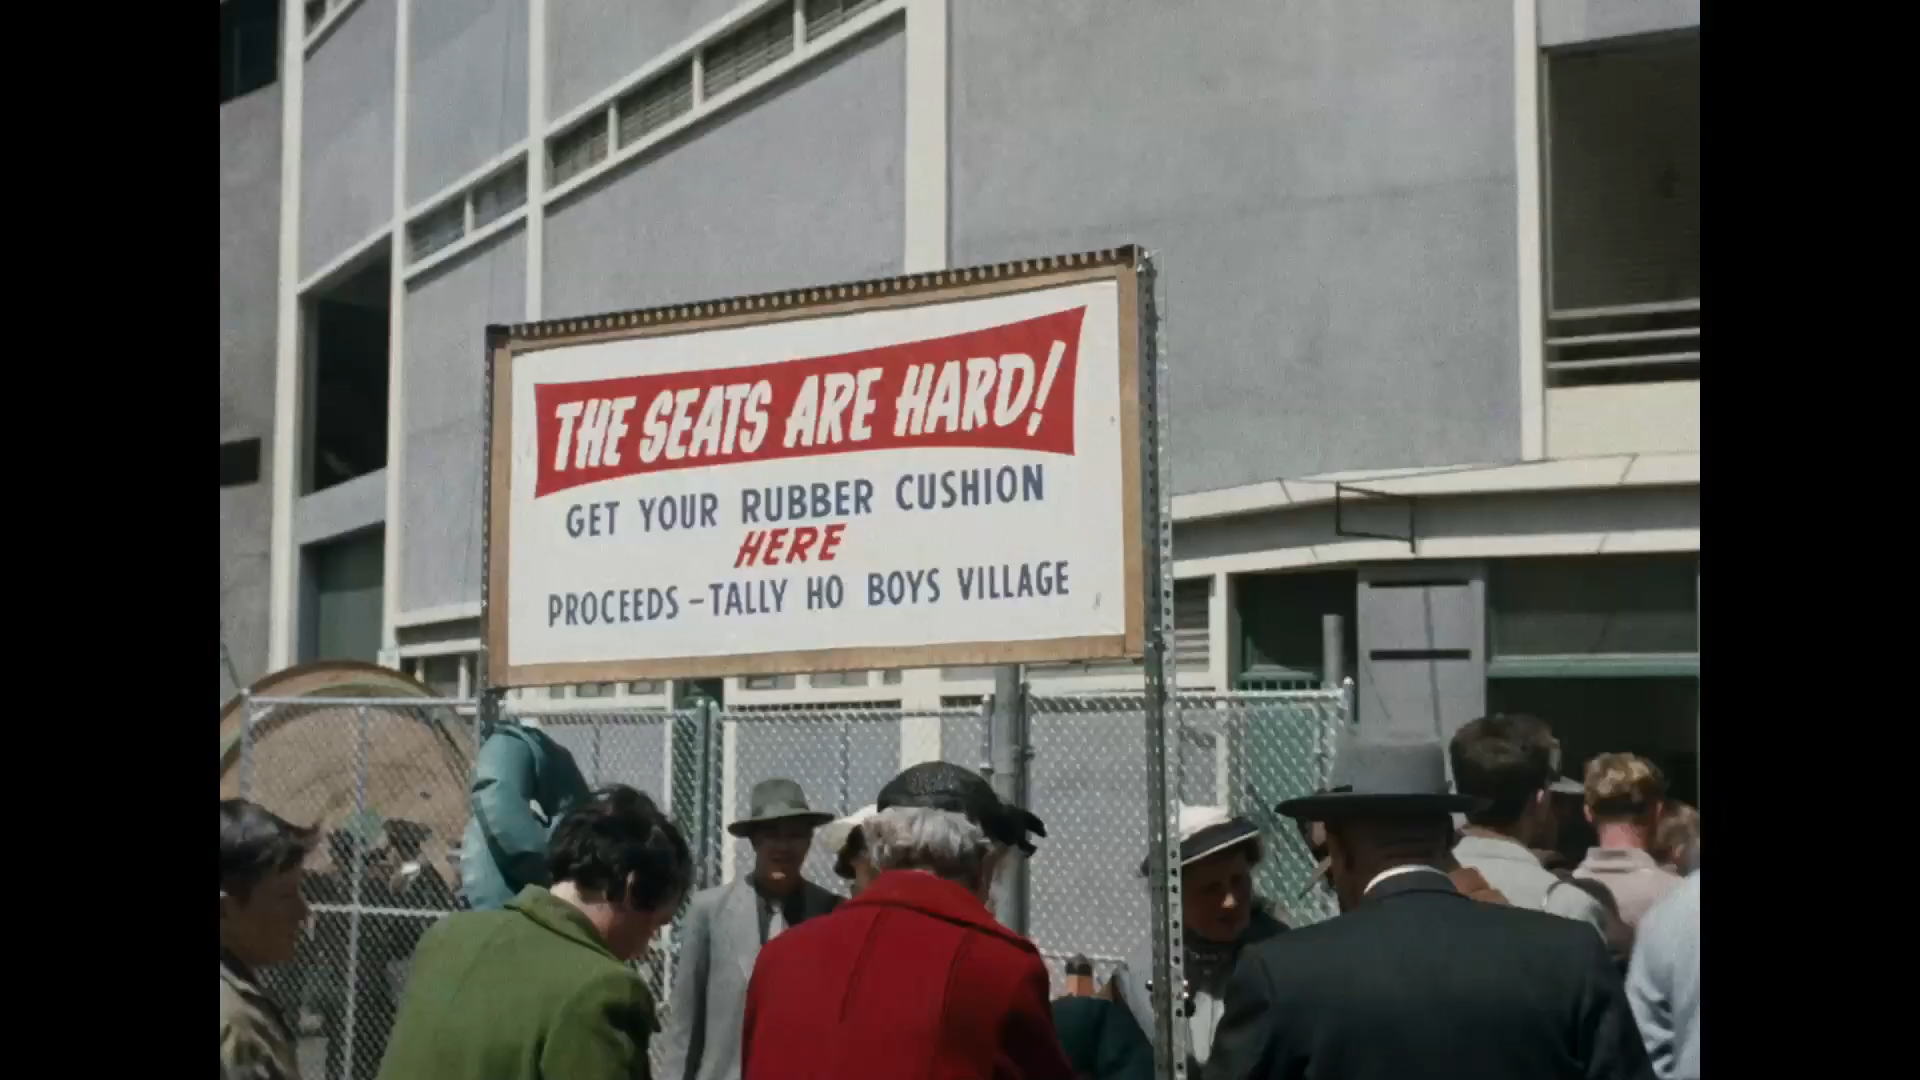 THE SEATS ARE HARD!
GET YOUR RUBBER CUSHION
HERE
PROCEEDS - TALLY HO BOYS VILLAGE